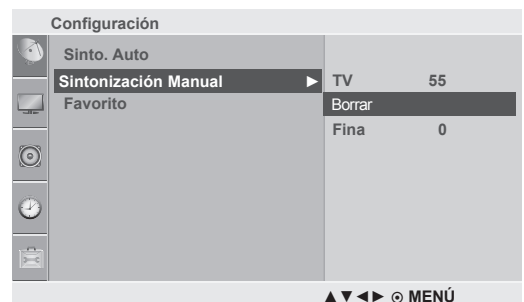 Configuración
Sinto. Auto
Sintonización Manual ►
TV 55
Favorito
Borrar
Fina 0
▲▼◄► ⊙ MENÚ